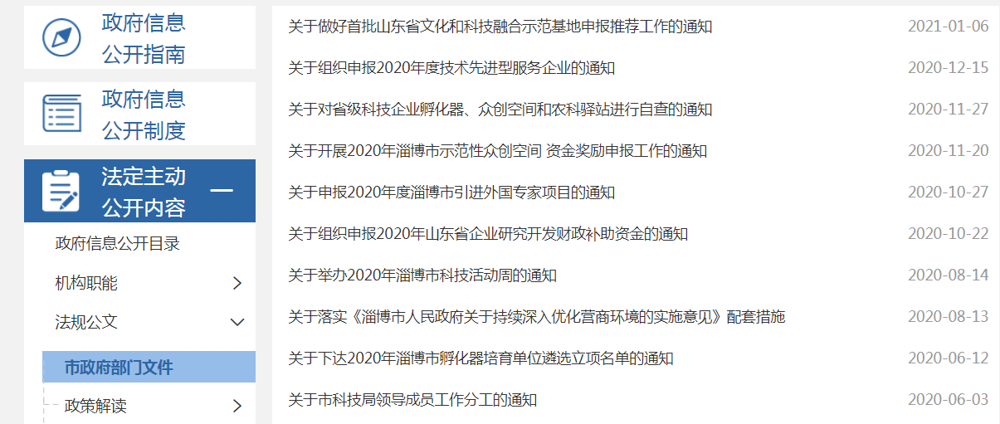 政府信息
公开指南
政府信息
公开制度
法定主动
公开内容
政府信息公开目录
机构职能
法规公文
市政府部门文件
政策解读
关于做好首批山东省文化和科技融合示范基地申报推荐工作的通知 2021-01-06
关于组织申报2020年度技术先进型服务企业的通知 2020-12-15
关于对省级科技企业孵化器、众创空间和农科驿站进行自查的通知 2020-11-27
关于开展2020年淄博市示范性众创空间 资金奖励申报工作的通知 2020-11-20
关于申报2020年度淄博市引进外国专家项目的通知 2020-10-27
关于组织申报2020年山东省企业研究开发财政补助资金的通知 2020-10-22
关于举办2020年淄博市科技活动周的通知 2020-08-14
关于落实《淄博市人民政府关于持续深入优化营商环境的实施意见》配套措施 2020-08-13
关于下达2020年淄博市孵化器培育单位遴选立项名单的通知 2020-06-12
关于市科技局领导成员工作分工的通知 2020-06-03